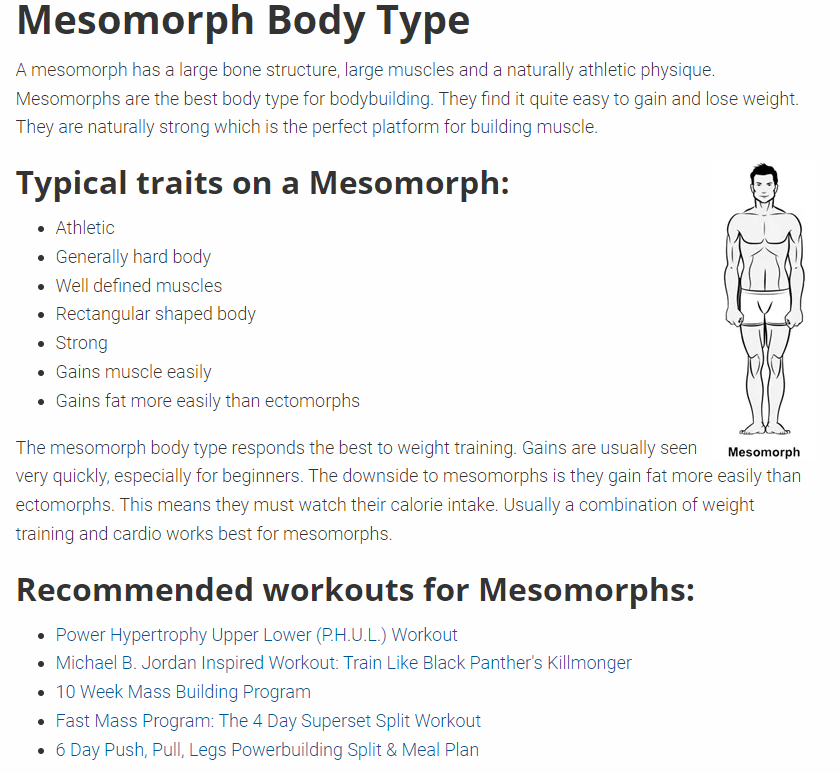 Mesomorph Body Type
A mesomorph has a large bone structure, large muscles and a naturally athletic physique.
Mesomorphs are the best body type for bodybuilding. They find it quite easy to gain and lose weight.
They are naturally strong which is the perfect platform for building muscle.
Typical traits on a Mesomorph:
• Athletic
• Generally hard body
• Well defined muscles
• Rectangular shaped body
• Strong
• Gains muscle easily
• Gains fat more easily than ectomorphs
Mesomorph
The mesomorph body type responds the best to weight training. Gains are usually seen
very quickly, especially for beginners. The downside to mesomorphs is they gain fat more easily than
ectomorphs. This means they must watch their calorie intake. Usually a combination of weight
training and cardio works best for mesomorphs.
Recommended workouts for Mesomorphs:
• Power Hypertrophy Upper Lower (P.H.U.L.) Workout
• Michael B. Jordan Inspired Workout: Train Like Black Panther's Killmonger
• 10 Week Mass Building Program
• Fast Mass Program: The 4 Day Superset Split Workout
• 6 Day Push, Pull, Legs Powerbuilding Split & Meal Plan